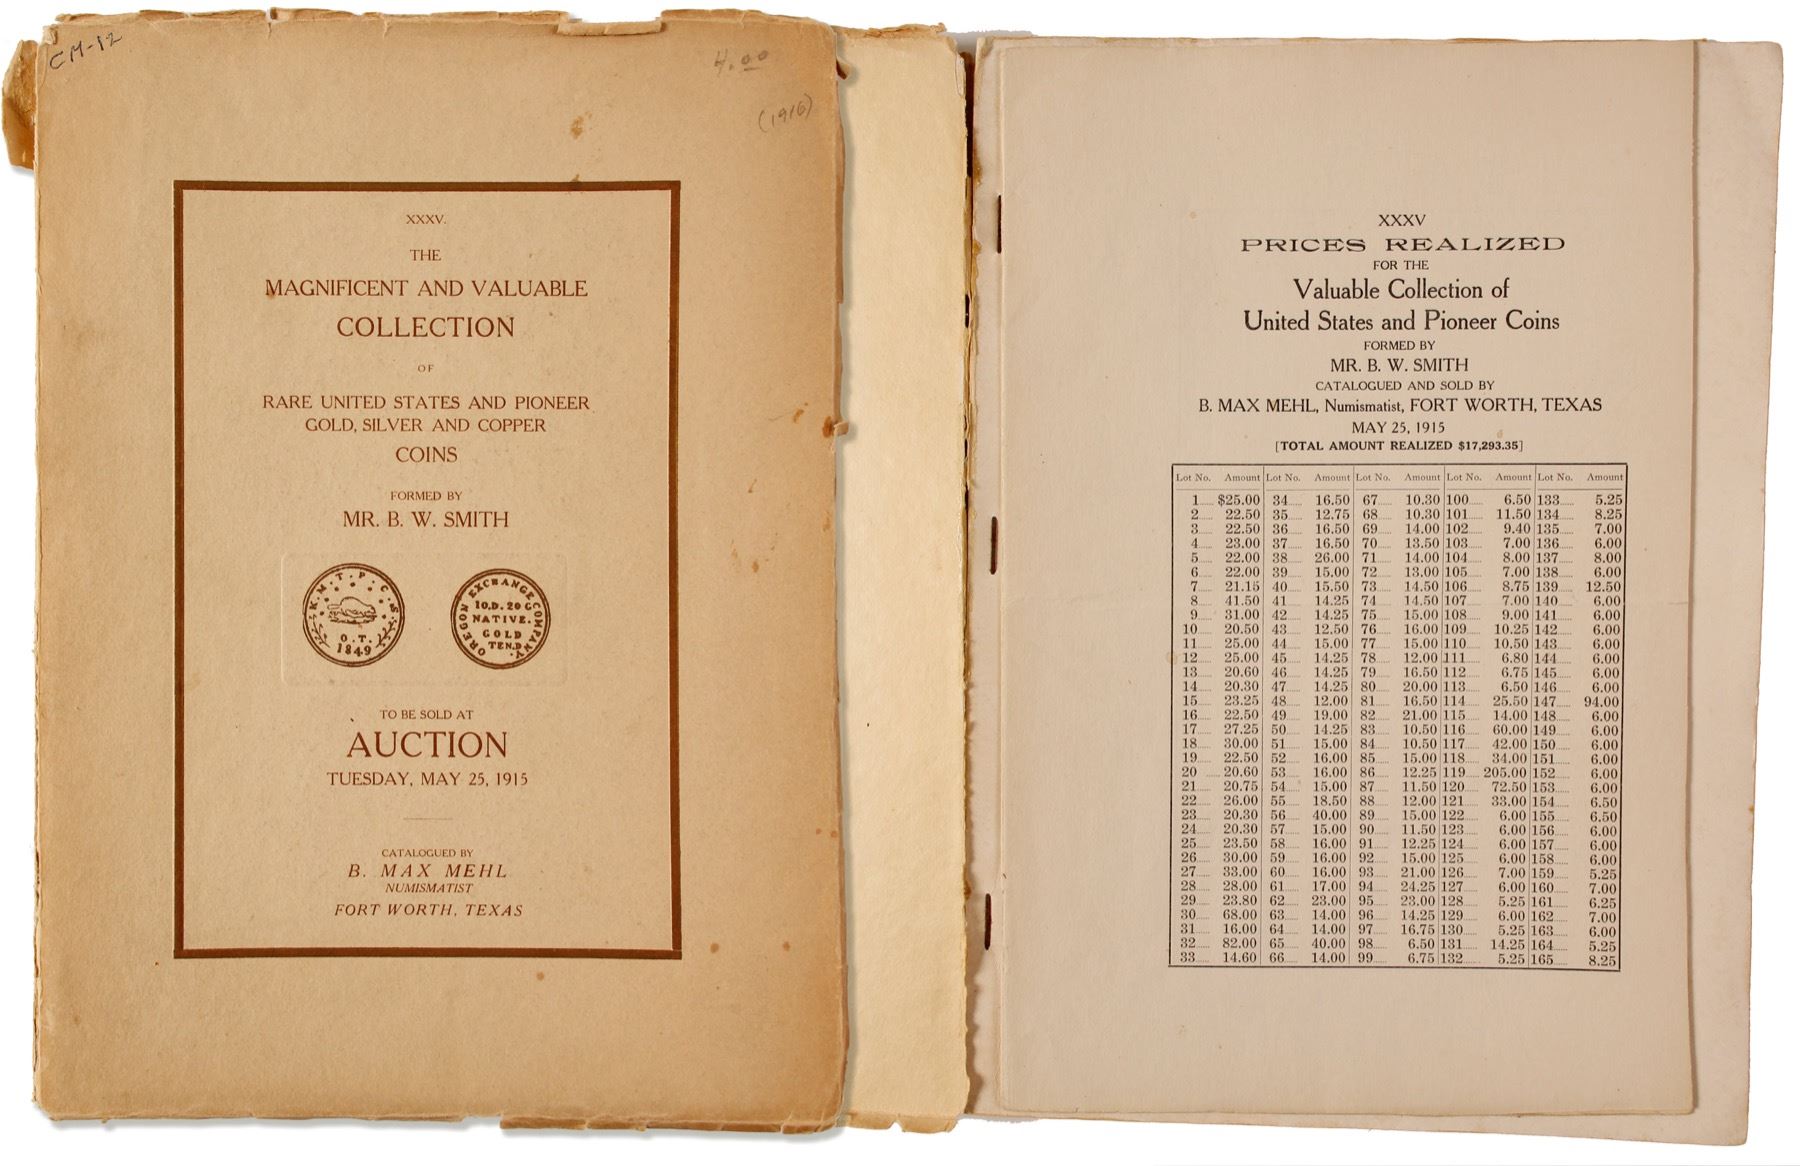 CM-12
4.00
(1916)
XXXV.
THE
MAGNIFICENT AND VALUABLE
COLLECTION
OF
RARE UNITED STATES AND PIONEER
GOLD, SILVER AND COPPER
COINS
FORMED BY
MR. B. W. SMITH
K. M. T. P. C. S.
O. T.
1849
OREGON EXCHANGE COMPANY
10.D. 20 G
NATIVE.
GOLD
TEN.D.
TO BE SOLD AT
AUCTION
TUESDAY, MAY 25, 1915
CATALOGUED BY
B. MAX MEHL
NUMISMATIST
FORT WORTH, TEXAS
XXXV
PRICES REALIZED
FOR THE
Valuable Collection of
United States and Pioneer Coins
FORMED BY
MR. B. W. SMITH
CATALOGUED AND SOLD BY
B. MAX MEHL, Numismatist, FORT WORTH, TEXAS
MAY 25, 1915
[TOTAL AMOUNT REALIZED $17,293.35]
Lot No. Amount Lot No. Amount Lot No. Amount Lot No. Amount Lot No. Amount
1 $25.00 34 16.50 67 10.30 100 6.50 133 5.25
2 22.50 35 12.75 68 10.30 101 11.50 134 8.25
3 22.50 36 16.50 69 14.00 102 9.40 135 7.00
4 23.00 37 16.50 70 13.50 103 7.00 136 6.00
5 22.00 38 26.00 71 14.00 104 8.00 137 8.00
6 22.00 39 15.00 72 13.00 105 7.00 138 6.00
7 21.15 40 15.50 73 14.50 106 8.75 139 12.50
8 41.50 41 14.25 74 14.50 107 7.00 140 6.00
9 31.00 42 14.25 75 15.00 108 9.00 141 6.00
10 20.50 43 12.50 76 16.00 109 10.25 142 6.00
11 25.00 44 15.00 77 15.00 110 10.50 143 6.00
12 25.00 45 14.25 78 12.00 111 6.80 144 6.00
13 20.60 46 14.25 79 16.50 112 6.75 145 6.00
14 20.30 47 14.25 80 20.00 113 6.50 146 6.00
15 23.25 48 12.00 81 16.50 114 25.50 147 94.00
16 22.50 49 19.00 82 21.00 115 14.00 148 6.00
17 27.25 50 14.25 83 10.50 116 60.00 149 6.00
18 30.00 51 15.00 84 10.50 117 42.00 150 6.00
19 22.50 52 16.00 85 15.00 118 34.00 151 6.00
20 20.60 53 16.00 86 12.25 119 205.00 152 6.00
21 20.75 54 15.00 87 11.50 120 72.50 153 6.00
22 26.00 55 18.50 88 12.00 121 33.00 154 6.50
23 20.30 56 40.00 89 15.00 122 6.00 155 6.50
24 20.30 57 15.00 90 11.50 123 6.00 156 6.00
25 23.50 58 16.00 91 12.25 124 6.00 157 6.00
26 30.00 59 16.00 92 15.00 125 6.00 158 6.00
27 33.00 60 16.00 93 21.00 126 7.00 159 5.25
28 28.00 61 17.00 94 24.25 127 6.00 160 7.00
29 23.80 62 23.00 95 23.00 128 5.25 161 6.25
30 68.00 63 14.00 96 14.25 129 6.00 162 7.00
31 16.00 64 14.00 97 16.75 130 5.25 163 6.00
32 82.00 65 40.00 98 6.50 131 14.25 164 5.25
33 14.60 66 14.00 99 6.75 132 5.25 165 8.25